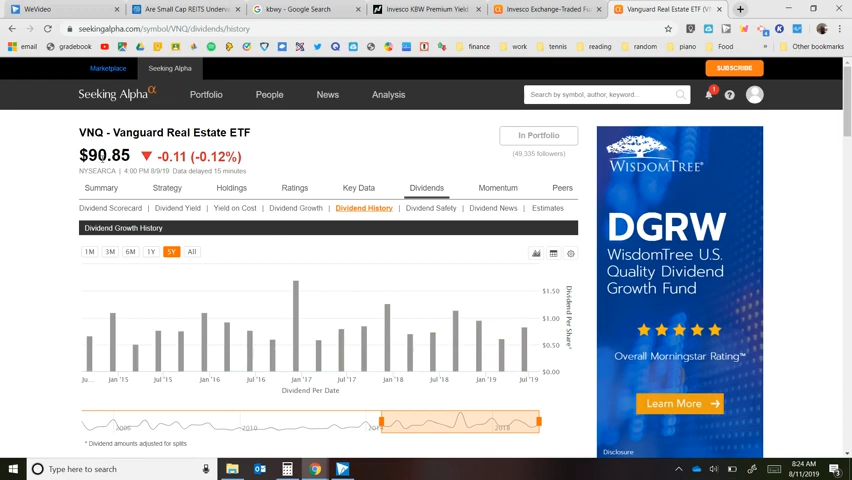 WeVideo
Are Small Cap REITS Underva
kbwy - Google Search
Invesco KBW Premium Yield
Invesco Exchange-Traded Fu
Vanguard Real Estate ETF (VN
seekingalpha.com/symbol/VNQ/dividends/history
email
gradebook
finance
work
tennis
reading
random
piano
Food
Other bookmarks
Marketplace
Seeking Alpha
SUBSCRIBE
Seeking Alphaα
Portfolio
People
News
Analysis
Search by symbol, author, keyword...
1
VNQ - Vanguard Real Estate ETF
$90.85 ▼ -0.11 (-0.12%)
NYSEARCA | 4:00 PM 8/9/19 Data delayed 15 minutes
In Portfolio
(49,335 followers)
Summary
Strategy
Holdings
Ratings
Key Data
Dividends
Momentum
Peers
Dividend Scorecard | Dividend Yield | Yield on Cost | Dividend Growth | Dividend History | Dividend Safety | Dividend News | Estimates
Dividend Growth History
1M 3M 6M 1Y 5Y All
$1.50
$1.00
$0.50
$0.00
Dividend Per Share*
Ju... Jan '15 Jul '15 Jan '16 Jul '16 Jan '17 Jul '17 Jan '18 Jul '18 Jan '19 Jul '19
Dividend Per Date
2006 2010 2018
* Dividend amounts adjusted for splits
WISDOMTREE®
DGRW
WisdomTree U.S.
Quality Dividend
Growth Fund
Overall Morningstar Rating™
Learn More →
Disclosure
Type here to search
8:24 AM
8/11/2019